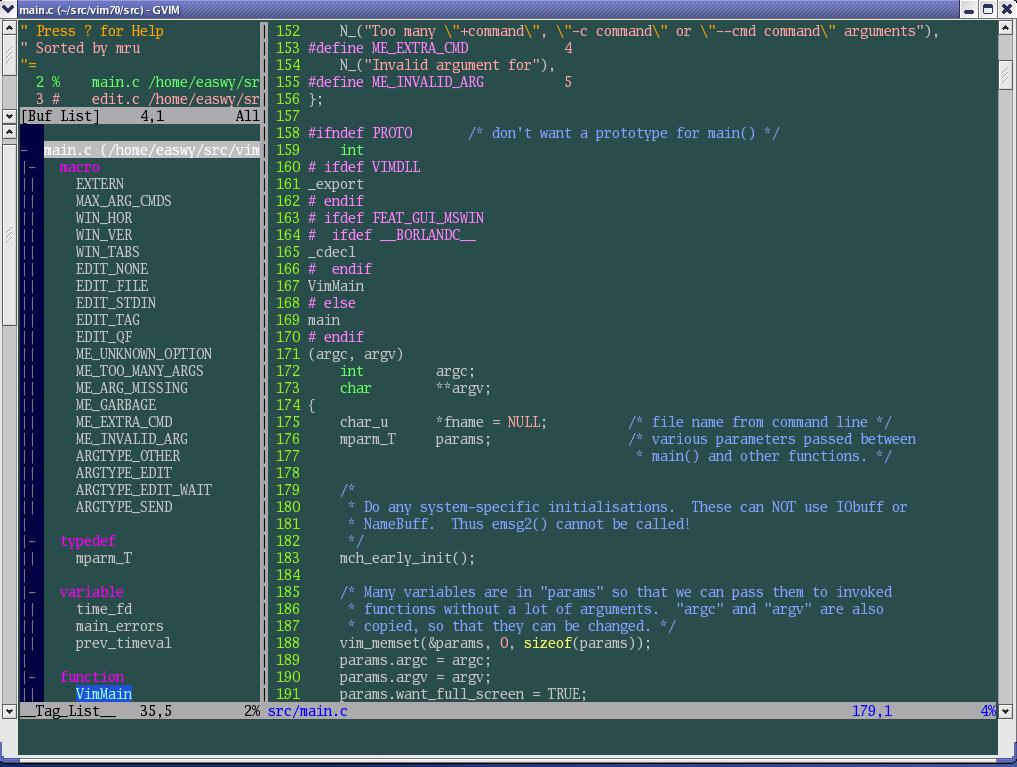 main.c (~/src/vim70/src) - GVIM
" Press ? for Help
" Sorted by mru
"=
2 %    main.c /home/easwy/sr
3 #    edit.c /home/easwy/sr
[Buf List]    4,1    All
- main.c (/home/easwy/src/vim
|- macro
|| EXTERN
|| MAX_ARG_CMDS
|| WIN_HOR
|| WIN_VER
|| WIN_TABS
|| EDIT_NONE
|| EDIT_FILE
|| EDIT_STDIN
|| EDIT_TAG
|| EDIT_QF
|| ME_UNKNOWN_OPTION
|| ME_TOO_MANY_ARGS
|| ME_ARG_MISSING
|| ME_GARBAGE
|| ME_EXTRA_CMD
|| ME_INVALID_ARG
|| ARGTYPE_OTHER
|| ARGTYPE_EDIT
|| ARGTYPE_EDIT_WAIT
|| ARGTYPE_SEND
|
|- typedef
|| mparm_T
|
|- variable
|| time_fd
|| main_errors
|| prev_timeval
|
|- function
|| VimMain
__Tag_List__    35,5    2%
152     N_("Too many \"+command\", \"-c command\" or \"--cmd command\" arguments"),
153 #define ME_EXTRA_CMD            4
154     N_("Invalid argument for"),
155 #define ME_INVALID_ARG          5
156 };
157
158 #ifndef PROTO       /* don't want a prototype for main() */
159     int
160 # ifdef VIMDLL
161 _export
162 # endif
163 # ifdef FEAT_GUI_MSWIN
164 #  ifdef __BORLANDC__
165 _cdecl
166 #  endif
167 VimMain
168 # else
169 main
170 # endif
171 (argc, argv)
172     int         argc;
173     char        **argv;
174 {
175     char_u      *fname = NULL;          /* file name from command line */
176     mparm_T     params;                 /* various parameters passed between
177                                          * main() and other functions. */
178
179     /*
180      * Do any system-specific initialisations.  These can NOT use IObuff or
181      * NameBuff.  Thus emsg2() cannot be called!
182      */
183     mch_early_init();
184
185     /* Many variables are in "params" so that we can pass them to invoked
186      * functions without a lot of arguments.  "argc" and "argv" are also
187      * copied, so that they can be changed. */
188     vim_memset(&params, 0, sizeof(params));
189     params.argc = argc;
190     params.argv = argv;
191     params.want_full_screen = TRUE;
src/main.c    179,1    4%